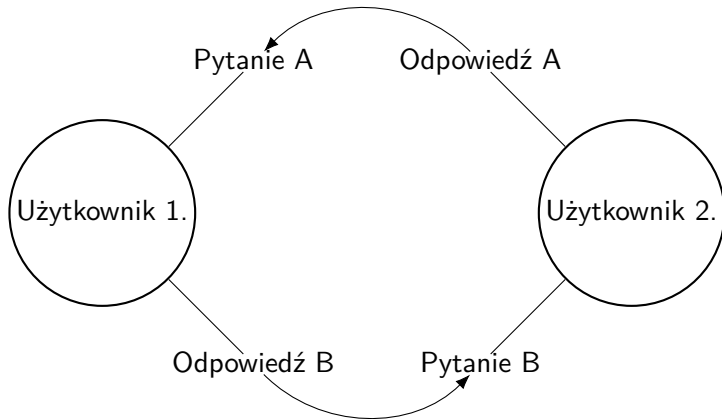 Pytanie A
Odpowiedź A
Użytkownik 1.
Użytkownik 2.
Odpowiedź B
Pytanie B